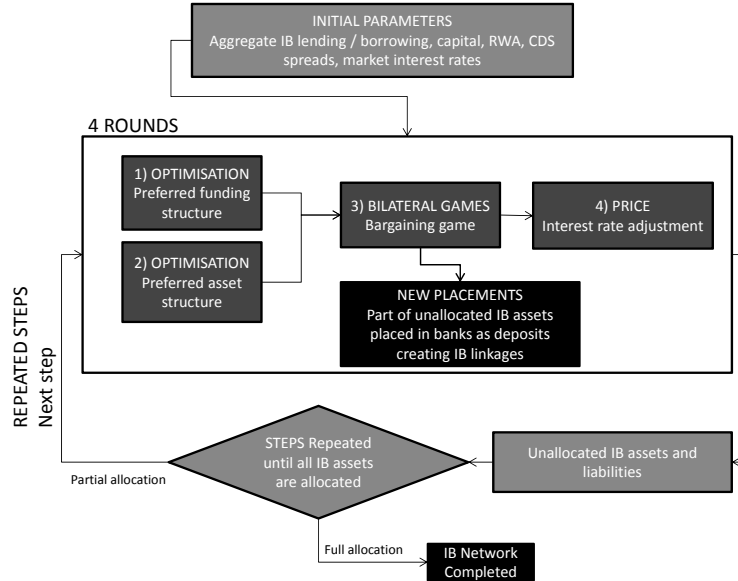 INITIAL PARAMETERS
Aggregate IB lending / borrowing, capital, RWA, CDS
spreads, market interest rates
4 ROUNDS
1) OPTIMISATION
Preferred funding
structure
2) OPTIMISATION
Preferred asset
structure
3) BILATERAL GAMES
Bargaining game
4) PRICE
Interest rate adjustment
NEW PLACEMENTS
Part of unallocated IB assets
placed in banks as deposits
creating IB linkages
REPEATED STEPS
Next step
STEPS Repeated
until all IB assets
are allocated
Unallocated IB assets and
liabilities
Partial allocation
Full allocation
IB Network
Completed